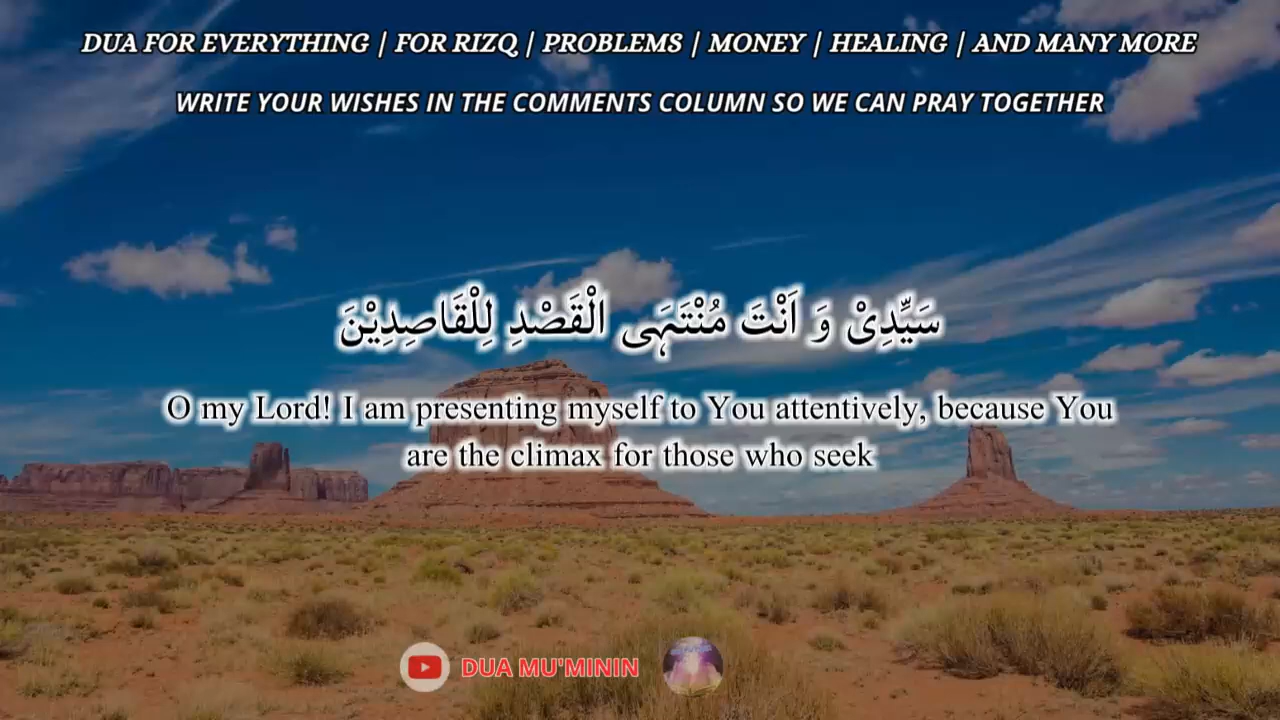 DUA FOR EVERYTHING | FOR RIZQ | PROBLEMS | MONEY | HEALING | AND MANY MORE
WRITE YOUR WISHES IN THE COMMENTS COLUMN SO WE CAN PRAY TOGETHER
سَيِّدِىْ وَ اَنْتَ مُنْتَہَى الْقَصْدِ لِلْقَاصِدِيْنَ
O my Lord! I am presenting myself to You attentively, because You
are the climax for those who seek
DUA MU'MININ